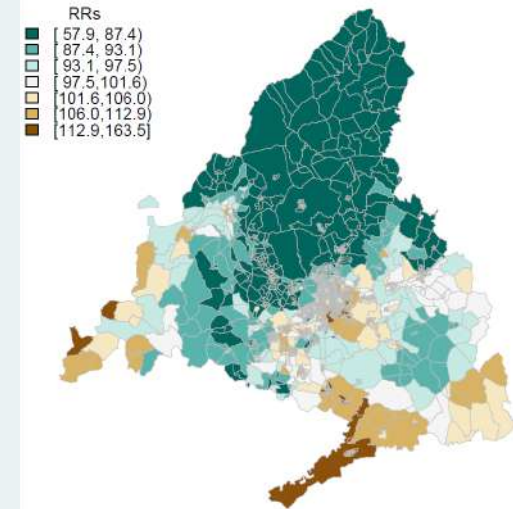 RRs
[ 57.9, 87.4)
[ 87.4, 93.1)
[ 93.1, 97.5)
[ 97.5,101.6)
[101.6,106.0)
[106.0,112.9)
[112.9,163.5]